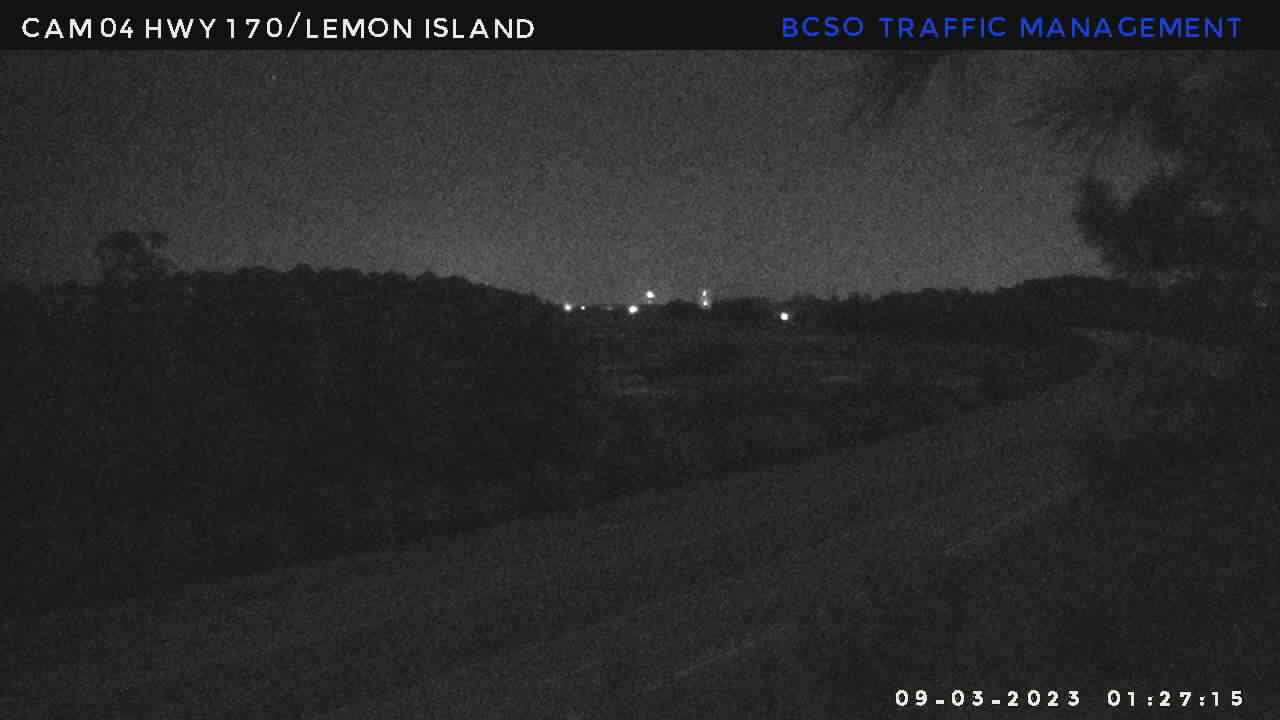 CAM04 HWY 170/LEMON ISLAND
BCSO TRAFFIC MANAGEMENT
09-03-2023 01:27:15